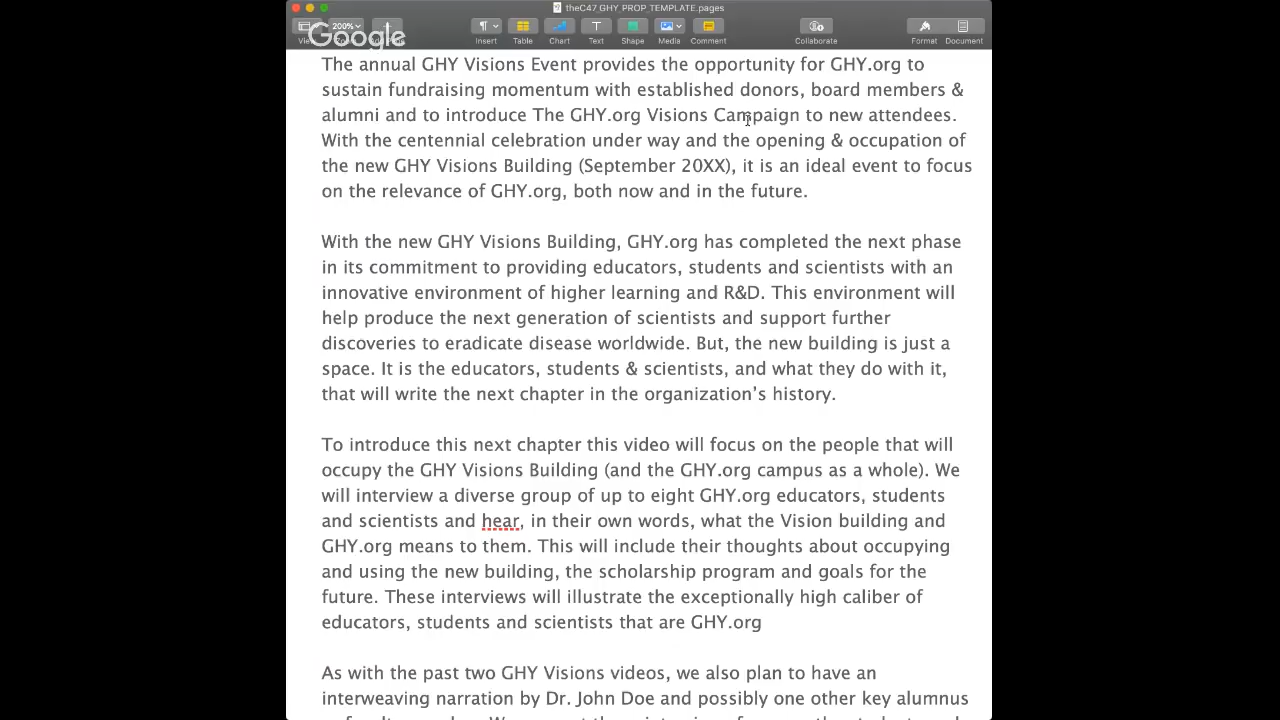 theC47_GHY_PROP_TEMPLATE.pages
200%
View
Google
Insert
Table
Chart
Text
Shape
Media
Comment
Collaborate
Format
Document
The annual GHY Visions Event provides the opportunity for GHY.org to
sustain fundraising momentum with established donors, board members &
alumni and to introduce The GHY.org Visions Campaign to new attendees.
With the centennial celebration under way and the opening & occupation of
the new GHY Visions Building (September 20XX), it is an ideal event to focus
on the relevance of GHY.org, both now and in the future.
With the new GHY Visions Building, GHY.org has completed the next phase
in its commitment to providing educators, students and scientists with an
innovative environment of higher learning and R&D. This environment will
help produce the next generation of scientists and support further
discoveries to eradicate disease worldwide. But, the new building is just a
space. It is the educators, students & scientists, and what they do with it,
that will write the next chapter in the organization’s history.
To introduce this next chapter this video will focus on the people that will
occupy the GHY Visions Building (and the GHY.org campus as a whole). We
will interview a diverse group of up to eight GHY.org educators, students
and scientists and hear, in their own words, what the Vision building and
GHY.org means to them. This will include their thoughts about occupying
and using the new building, the scholarship program and goals for the
future. These interviews will illustrate the exceptionally high caliber of
educators, students and scientists that are GHY.org
As with the past two GHY Visions videos, we also plan to have an
interweaving narration by Dr. John Doe and possibly one other key alumnus